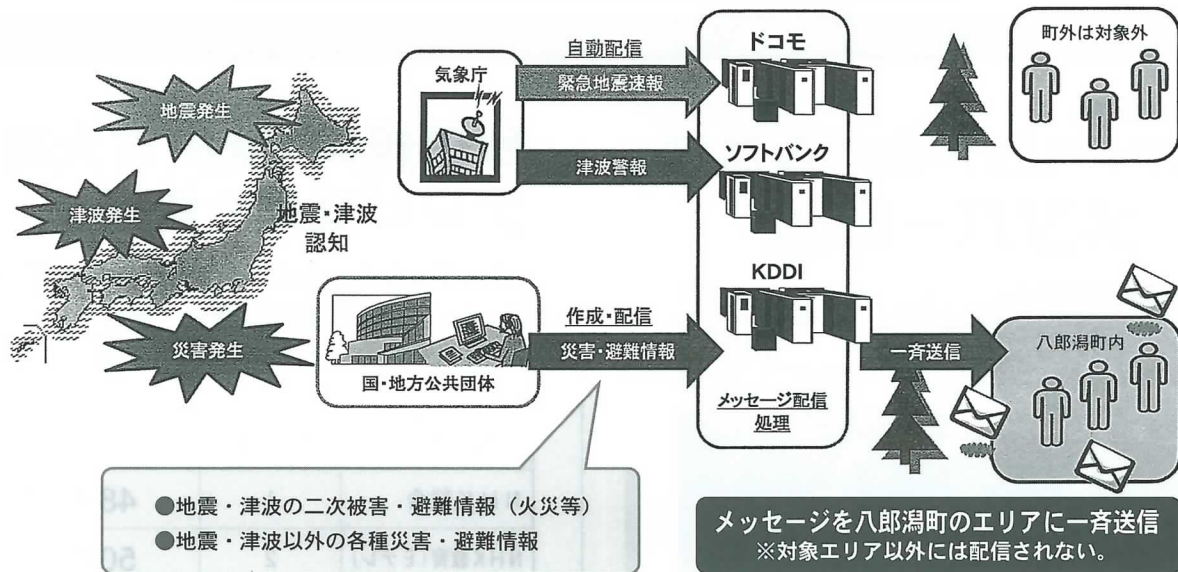 地震発生
津波発生
地震・津波
認知
災害発生
気象庁
自動配信
緊急地震速報
津波警報
国・地方公共団体
作成・配信
災害・避難情報
ドコモ
ソフトバンク
KDDI
メッセージ配信
処理
町外は対象外
一斉送信
八郎潟町内
●地震・津波の二次被害・避難情報（火災等）
●地震・津波以外の各種災害・避難情報
メッセージを八郎潟町のエリアに一斉送信
※対象エリア以外には配信されない。